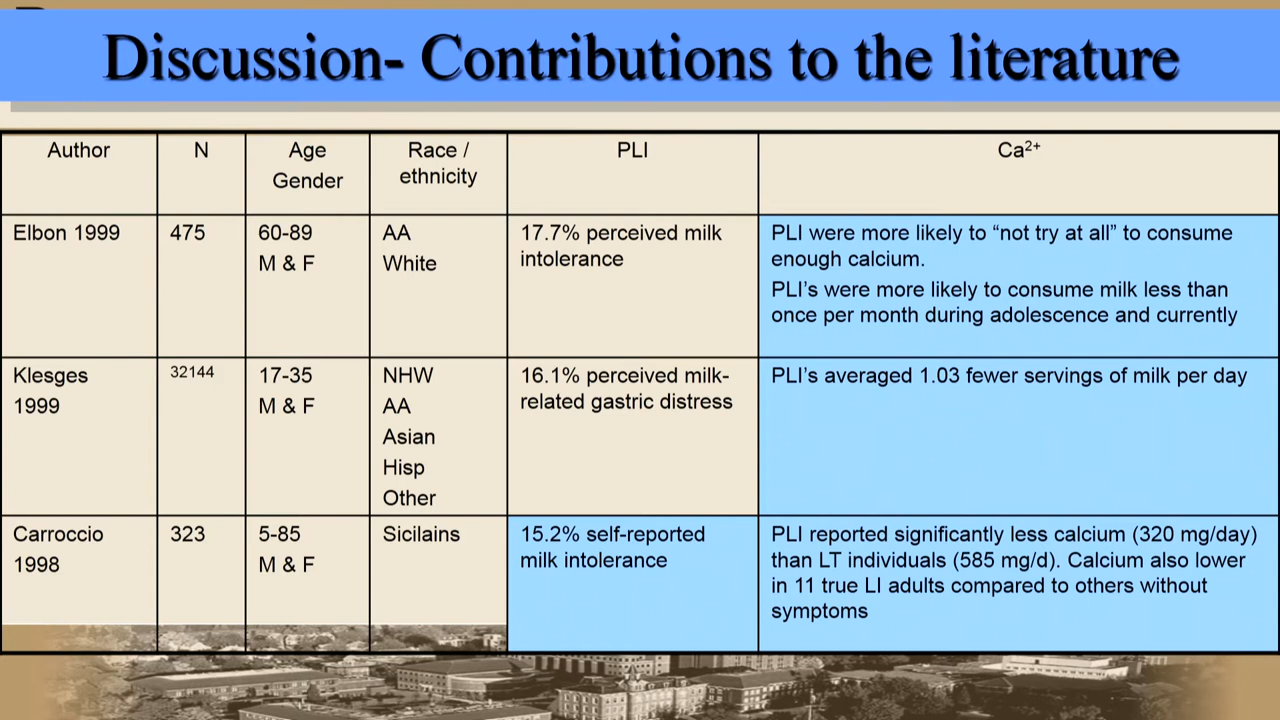 Discussion- Contributions to the literature
Author
N
Age
Gender
Race /
ethnicity
PLI
Ca2+
Elbon 1999
475
60-89
M & F
AA
White
17.7% perceived milk
intolerance
PLI were more likely to “not try at all” to consume
enough calcium.
PLI’s were more likely to consume milk less than
once per month during adolescence and currently
Klesges
1999
32144
17-35
M & F
NHW
AA
Asian
Hisp
Other
16.1% perceived milk-
related gastric distress
PLI’s averaged 1.03 fewer servings of milk per day
Carroccio
1998
323
5-85
M & F
Sicilains
15.2% self-reported
milk intolerance
PLI reported significantly less calcium (320 mg/day)
than LT individuals (585 mg/d). Calcium also lower
in 11 true LI adults compared to others without
symptoms